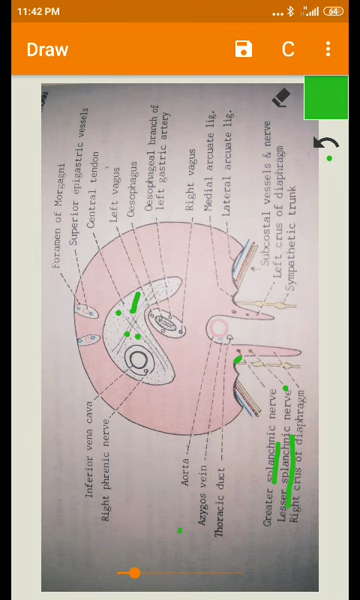 11:42 PM
64
Draw
C
Foramen of Morgagni
Superior epigastric vessels
Central tendon
Left vagus
Oesophagus
Oesophageal branch of
left gastric artery
Right vagus
Medial arcuate lig.
Lateral arcuate lig.
Subcostal vessels & nerve
Left crus of diaphragm
Sympathetic trunk
Inferior vena cava
Right phrenic nerve
Aorta
Azygos vein
Thoracic duct
Greater splanchnic nerve
Lesser splanchnic nerve
Right crus of diaphragm